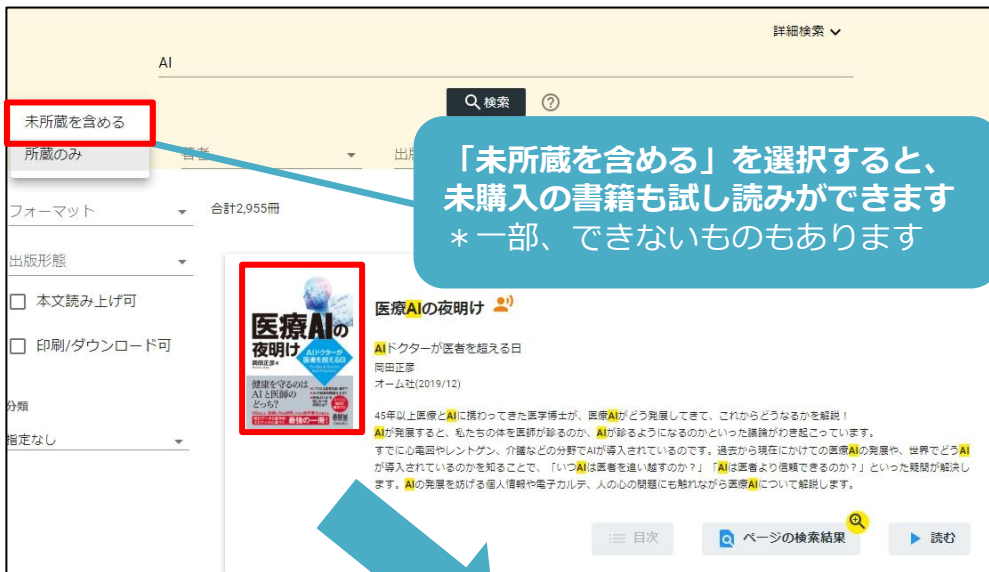 詳細検索
AI
検索
?
未所蔵を含める
所蔵のみ
著者
出版
「未所蔵を含める」を選択すると、
未購入の書籍も試し読みができます
＊一部、できないものもあります
フォーマット
合計2,955冊
出版形態
本文読み上げ可
印刷/ダウンロード可
分類
指定なし
医療AIの
夜明け
AIドクターが
医者を超える日
岡田正彦
健康を守るのは
AIと医師の
どっち?
最強の一冊!
医療AIの夜明け
AIドクターが医者を超える日
岡田正彦
オーム社(2019/12)
45年以上医療とAIに携わってきた医学博士が、医療AIがどう発展してきて、これからどうなるかを解説！
AIが発展すると、私たちの体を医師が診るのか、AIが診るようになるのかといった議論がわき起こっています。
すでに心電図やレントゲン、介護などの分野でAIが導入されているのです。過去から現在にかけての医療AIの発展や、世界でどうAI
が導入されているのかを知ることで、「いつAIは医者を追い越すのか？」「AIは医者より信頼できるのか？」といった疑問が解決し
ます。AIの発展を妨げる個人情報や電子カルテ、人の心の問題にも触れながら医療AIについて解説します。
目次
ページの検索結果
読む